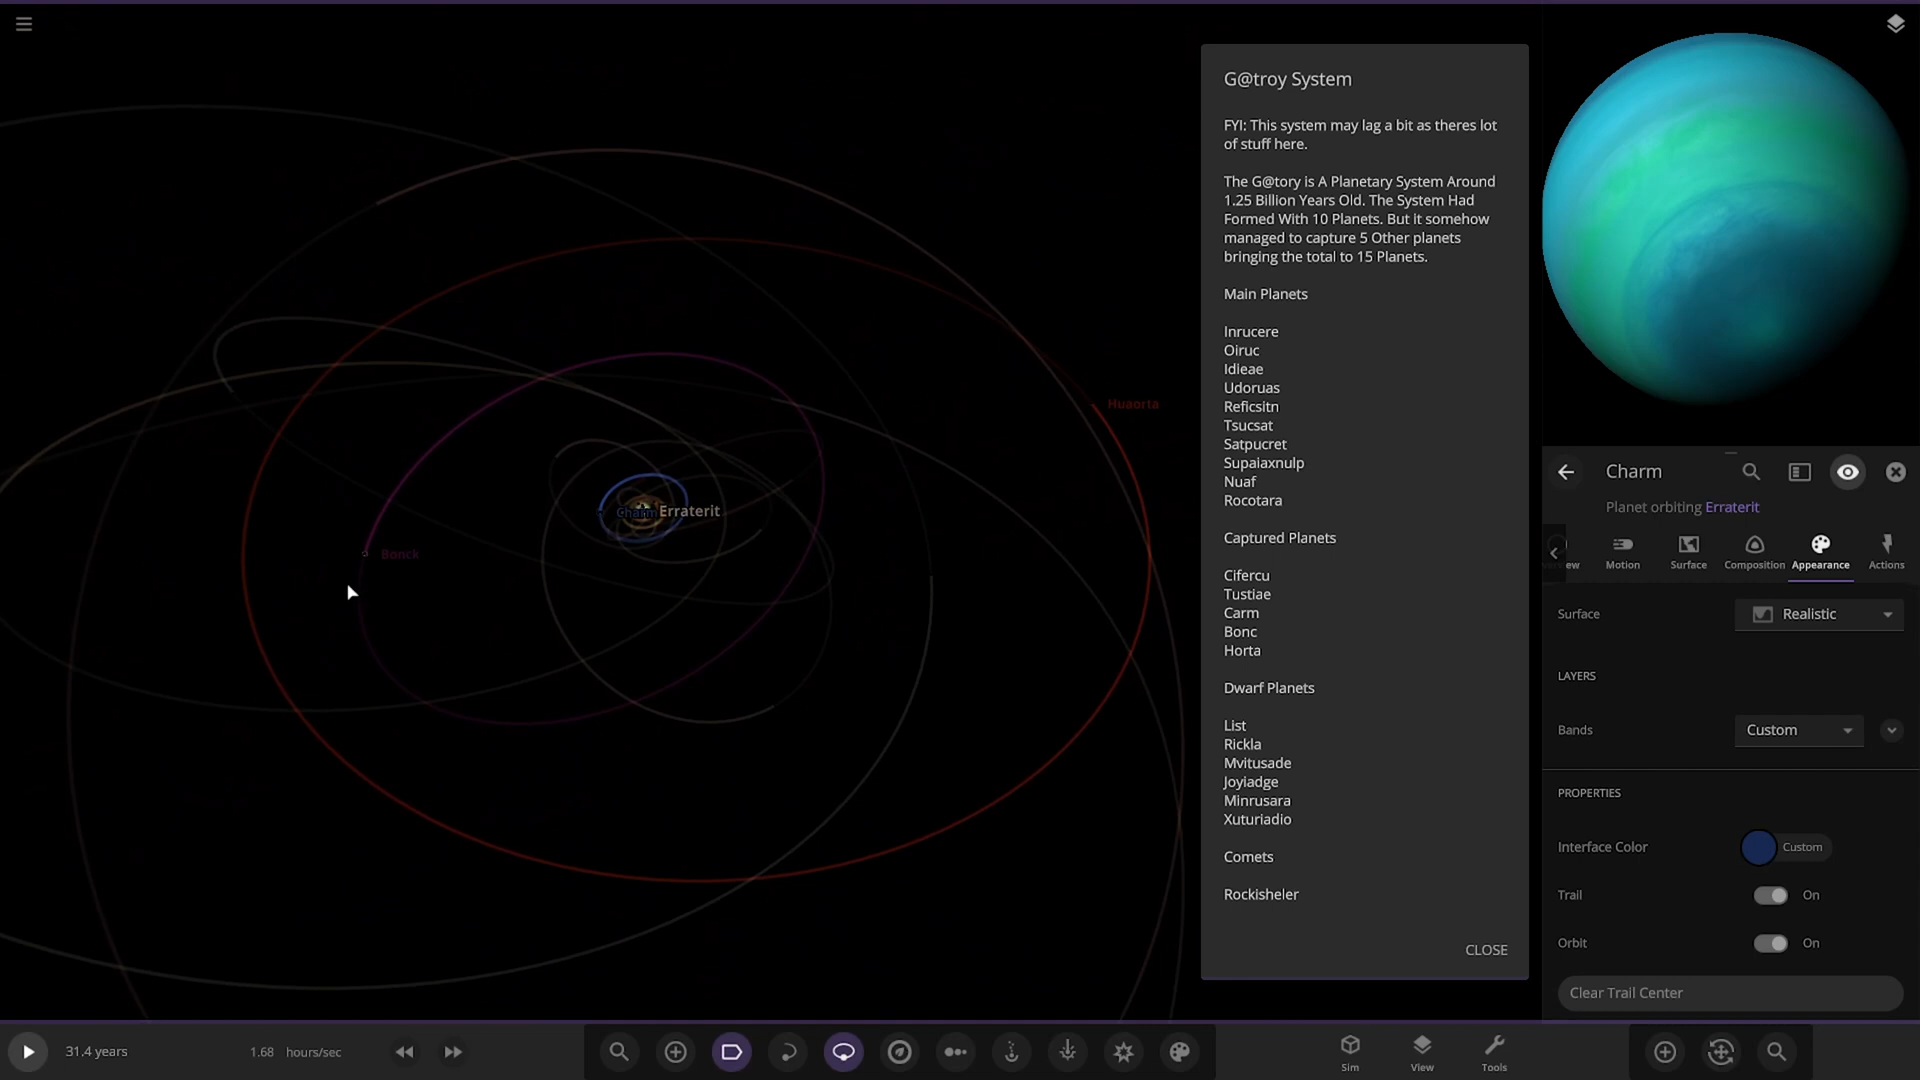 G@troy System
FYI: This system may lag a bit as theres lot
of stuff here.
The G@tory is A Planetary System Around
1.25 Billion Years Old. The System Had
Formed With 10 Planets. But it somehow
managed to capture 5 Other planets
bringing the total to 15 Planets.
Main Planets
Inrucere
Oiruc
Idieae
Udoruas
Reficsitn
Tsucsat
Satpucret
Supaiaxnulp
Nuaf
Rocotara
Captured Planets
Cifercu
Tustiae
Carm
Bonc
Horta
Dwarf Planets
List
Rickla
Mvitusade
Joyiadge
Minrusara
Xuturiadio
Comets
Rockisheler
CLOSE
Huaorta
Charm Erraterit
Bonck
Charm
Planet orbiting Erraterit
Motion Surface Composition Appearance Actions
Surface Realistic
LAYERS
Bands Custom
PROPERTIES
Interface Color Custom
Trail On
Orbit On
Clear Trail Center
31.4 years 1.68 hours/sec
Sim View Tools